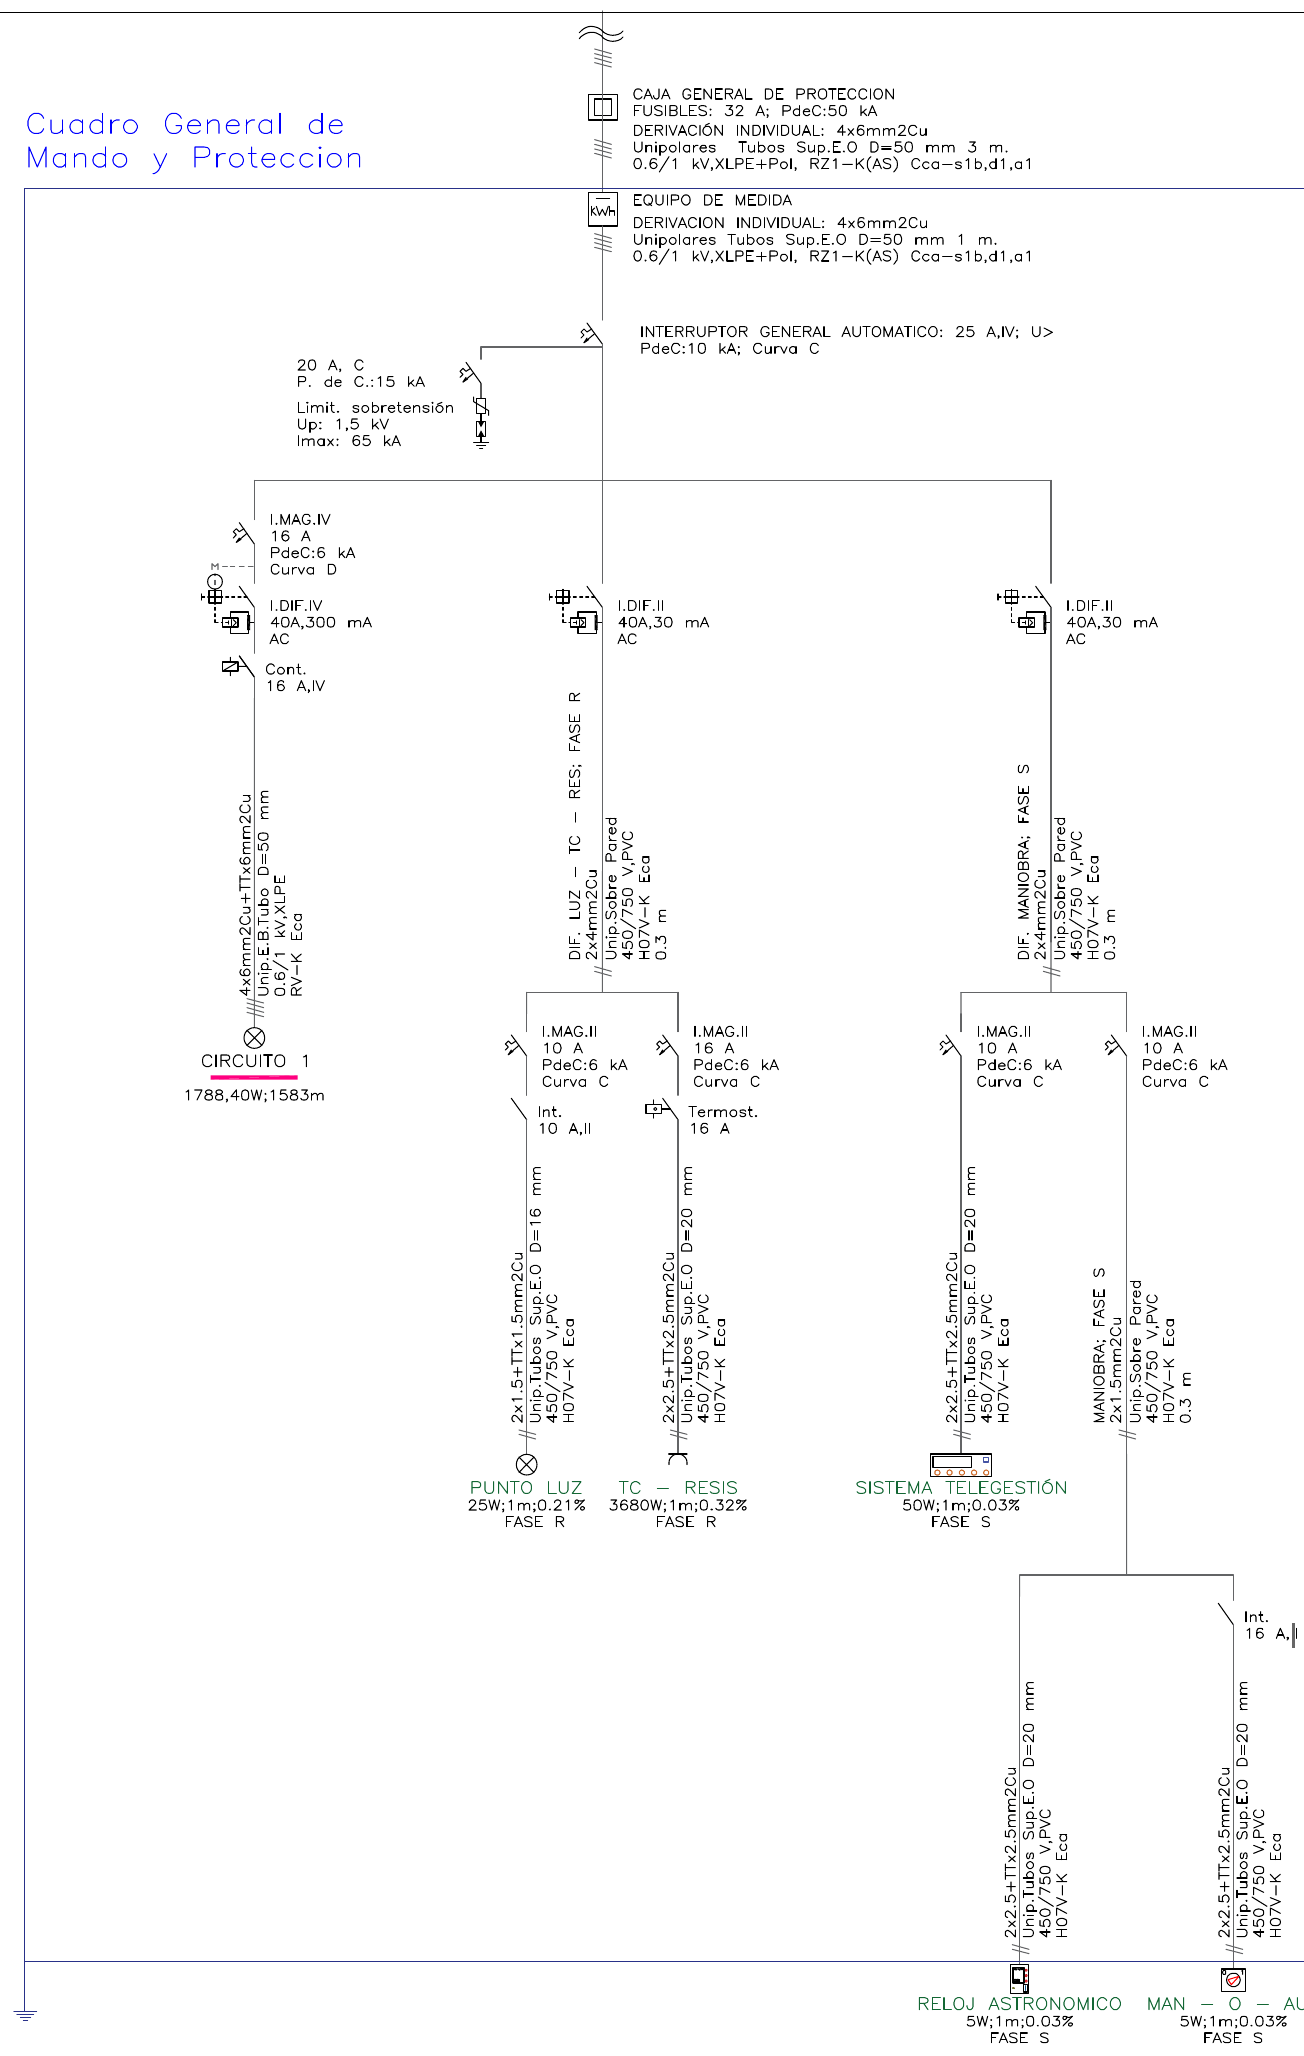 Cuadro General de
Mando y Proteccion
CAJA GENERAL DE PROTECCION
FUSIBLES: 32 A; PdeC:50 kA
DERIVACIÓN INDIVIDUAL: 4x6mm2Cu
Unipolares Tubos Sup.E.O D=50 mm 3 m.
0.6/1 kV,XLPE+Pol, RZ1-K(AS) Cca-s1b,d1,a1
KWh
EQUIPO DE MEDIDA
DERIVACION INDIVIDUAL: 4x6mm2Cu
Unipolares Tubos Sup.E.O D=50 mm 1 m.
0.6/1 kV,XLPE+Pol, RZ1-K(AS) Cca-s1b,d1,a1
INTERRUPTOR GENERAL AUTOMATICO: 25 A,IV; U>
PdeC:10 kA; Curva C
20 A, C
P. de C.:15 kA
Limit. sobretensión
Up: 1,5 kV
Imax: 65 kA
I.MAG.IV
16 A
PdeC:6 kA
Curva D
M
I.DIF.IV
40A,300 mA
AC
Cont.
16 A,IV
4x6mm2Cu+TTx6mm2Cu
Unip.E.B.Tubo D=50 mm
0.6/1 kV,XLPE
RV-K Eca
CIRCUITO 1
1788,40W;1583m
I.DIF.II
40A,30 mA
AC
DIF. LUZ - TC - RES; FASE R
2x4mm2Cu
Unip.Sobre Pared
450/750 V,PVC
H07V-K Eca
0.3 m
I.MAG.II
10 A
PdeC:6 kA
Curva C
Int.
10 A,II
2x1.5+TTx1.5mm2Cu
Unip.Tubos Sup.E.O D=16 mm
450/750 V,PVC
H07V-K Eca
PUNTO LUZ
25W;1m;0.21%
FASE R
I.MAG.II
16 A
PdeC:6 kA
Curva C
Termost.
16 A
2x2.5+TTx2.5mm2Cu
Unip.Tubos Sup.E.O D=20 mm
450/750 V,PVC
H07V-K Eca
TC - RESIS
3680W;1m;0.32%
FASE R
I.DIF.II
40A,30 mA
AC
DIF. MANIOBRA; FASE S
2x4mm2Cu
Unip.Sobre Pared
450/750 V,PVC
H07V-K Eca
0.3 m
I.MAG.II
10 A
PdeC:6 kA
Curva C
2x2.5+TTx2.5mm2Cu
Unip.Tubos Sup.E.O D=20 mm
450/750 V,PVC
H07V-K Eca
SISTEMA TELEGESTIÓN
50W;1m;0.03%
FASE S
I.MAG.II
10 A
PdeC:6 kA
Curva C
MANIOBRA; FASE S
2x1.5mm2Cu
Unip.Sobre Pared
450/750 V,PVC
H07V-K Eca
0.3 m
2x2.5+TTx2.5mm2Cu
Unip.Tubos Sup.E.O D=20 mm
450/750 V,PVC
H07V-K Eca
RELOJ ASTRONOMICO
5W;1m;0.03%
FASE S
Int.
16 A,I
2x2.5+TTx2.5mm2Cu
Unip.Tubos Sup.E.O D=20 mm
450/750 V,PVC
H07V-K Eca
MAN - O - AU
5W;1m;0.03%
FASE S